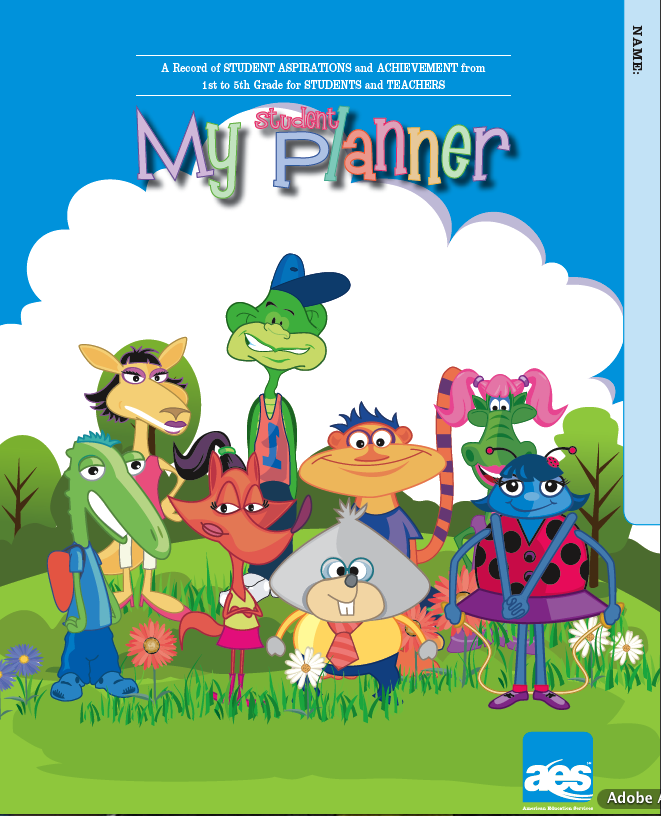 NAME:
A Record of STUDENT ASPIRATIONS and ACHIEVEMENT from
1st to 5th Grade for STUDENTS and TEACHERS
My student Planner
1
aes
American Education Services
Adobe A